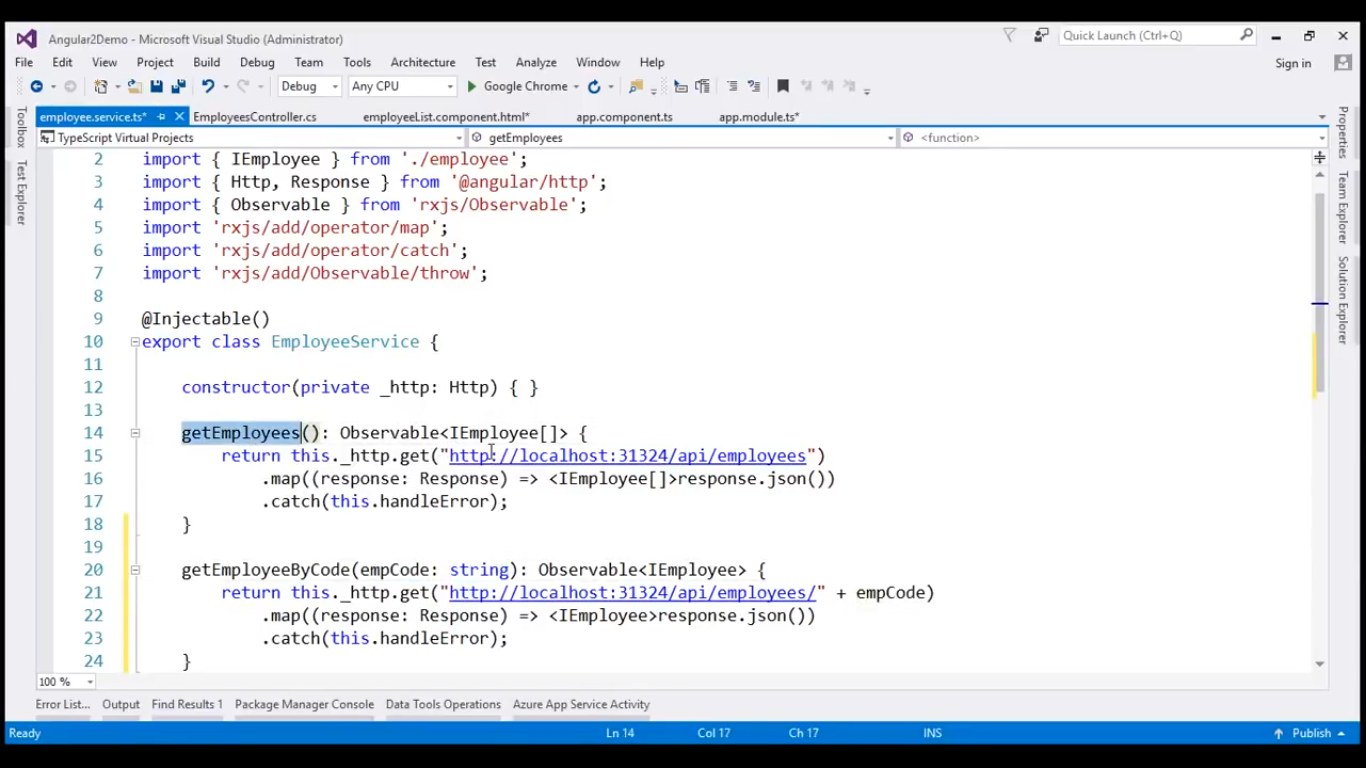 Angular2Demo - Microsoft Visual Studio (Administrator)
Quick Launch (Ctrl+Q)
File Edit View Project Build Debug Team Tools Architecture Test Analyze Window Help
Sign in
Debug Any CPU Google Chrome
employee.service.ts* EmployeesController.cs employeeList.component.html* app.component.ts app.module.ts*
TypeScript Virtual Projects getEmployees <function>
Toolbox
Test Explorer
2 import { IEmployee } from './employee';
3 import { Http, Response } from '@angular/http';
4 import { Observable } from 'rxjs/Observable';
5 import 'rxjs/add/operator/map';
6 import 'rxjs/add/operator/catch';
7 import 'rxjs/add/Observable/throw';
8
9 @Injectable()
10 export class EmployeeService {
11
12 constructor(private _http: Http) { }
13
14 getEmployees(): Observable<IEmployee[]> {
15 return this._http.get("http://localhost:31324/api/employees")
16 .map((response: Response) => <IEmployee[]>response.json())
17 .catch(this.handleError);
18 }
19
20 getEmployeeByCode(empCode: string): Observable<IEmployee> {
21 return this._http.get("http://localhost:31324/api/employees/" + empCode)
22 .map((response: Response) => <IEmployee>response.json())
23 .catch(this.handleError);
24 }
Properties
Team Explorer
Solution Explorer
100 %
Error List... Output Find Results 1 Package Manager Console Data Tools Operations Azure App Service Activity
Ready Ln 14 Col 17 Ch 17 INS Publish